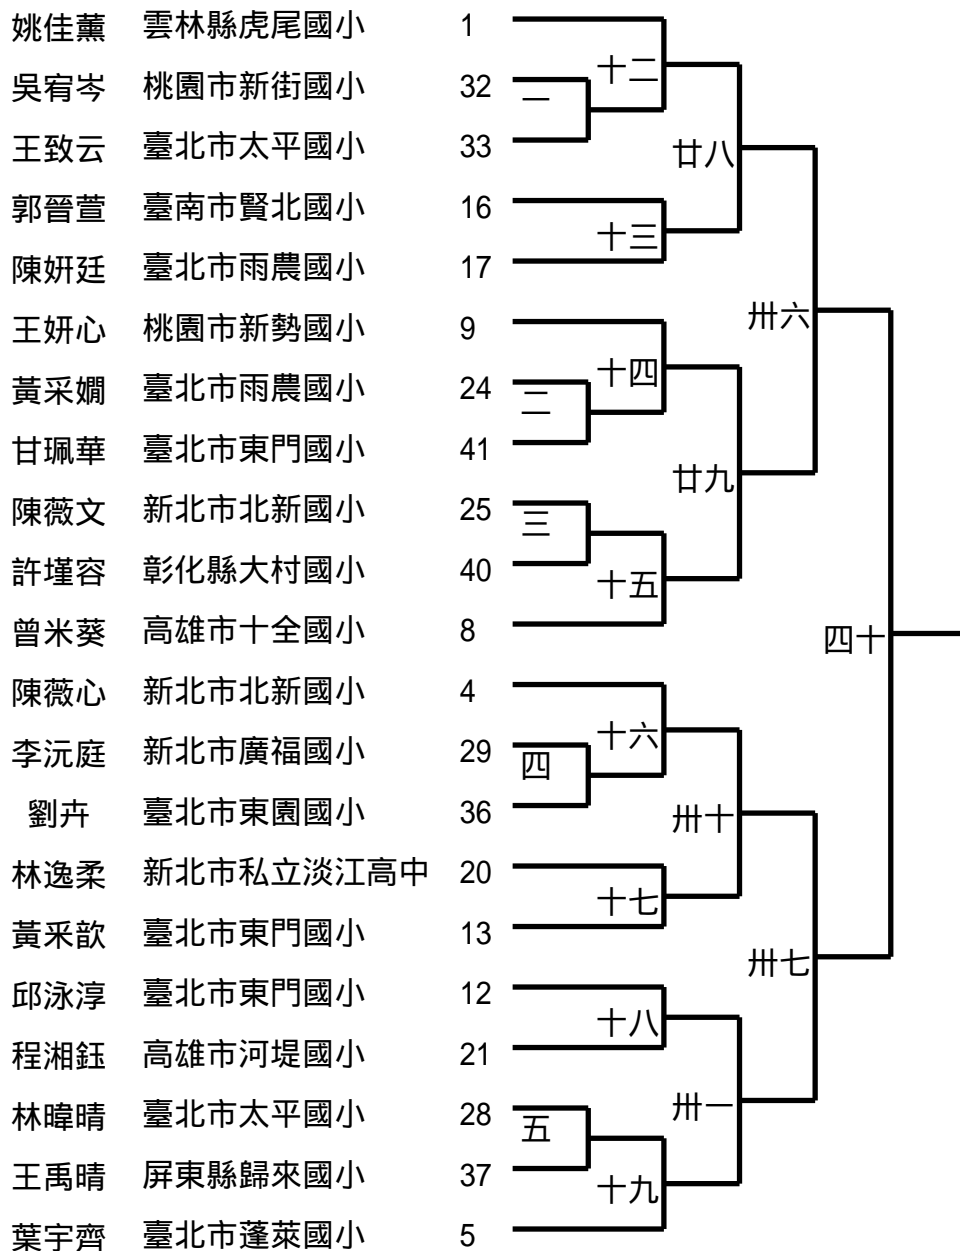 姚佳薰 雲林縣虎尾國小 1
十二
吳宥岑 桃園市新街國小 32
一
王致云 臺北市太平國小 33
廿八
郭晉萱 臺南市賢北國小 16
十三
陳妍廷 臺北市雨農國小 17
王妍心 桃園市新勢國小 9
卅六
十四
黃采嫺 臺北市雨農國小 24
二
甘珮華 臺北市東門國小 41
廿九
陳薇文 新北市北新國小 25
三
許墐容 彰化縣大村國小 40
十五
曾米葵 高雄市十全國小 8
四十
陳薇心 新北市北新國小 4
十六
李沅庭 新北市廣福國小 29
四
劉卉 臺北市東園國小 36
卅十
林逸柔 新北市私立淡江高中 20
十七
黃釆歆 臺北市東門國小 13
卅七
邱泳淳 臺北市東門國小 12
十八
程湘鈺 高雄市河堤國小 21
卅一
林暐晴 臺北市太平國小 28
五
王禹晴 屏東縣歸來國小 37
十九
葉宇齊 臺北市蓬萊國小 5